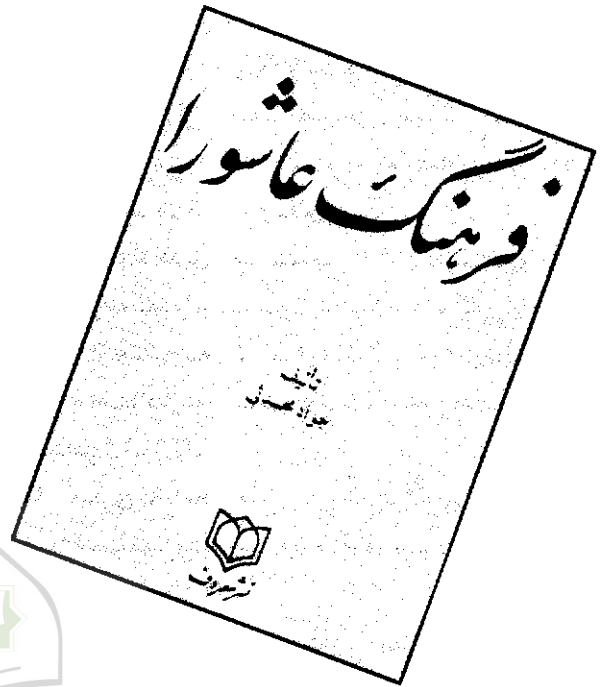 فرهنگ عاشورا
تألیف
جواد محدثی
نشر معروف